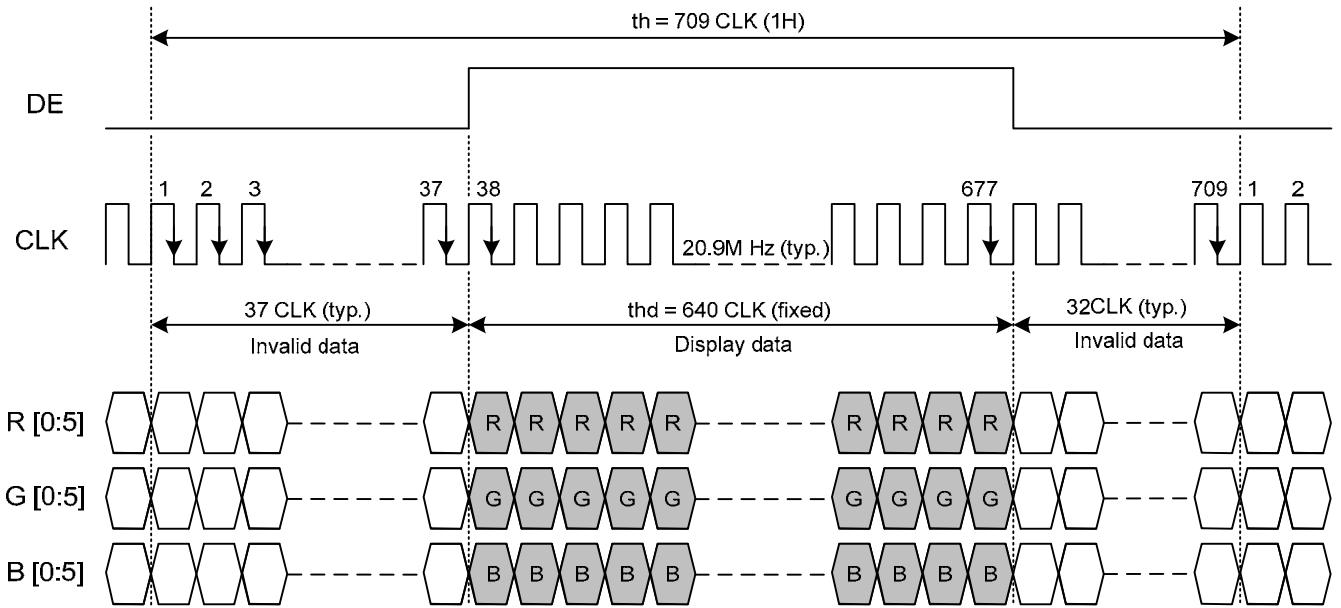 th = 709 CLK (1H)
DE
1 2 3 37 38 677 709 1 2
CLK
20.9M Hz (typ.)
37 CLK (typ.) thd = 640 CLK (fixed) 32CLK (typ.)
Invalid data Display data Invalid data
R [0:5] R R R R R R R R R
G [0:5] G G G G G G G G G
B [0:5] B B B B B B B B B